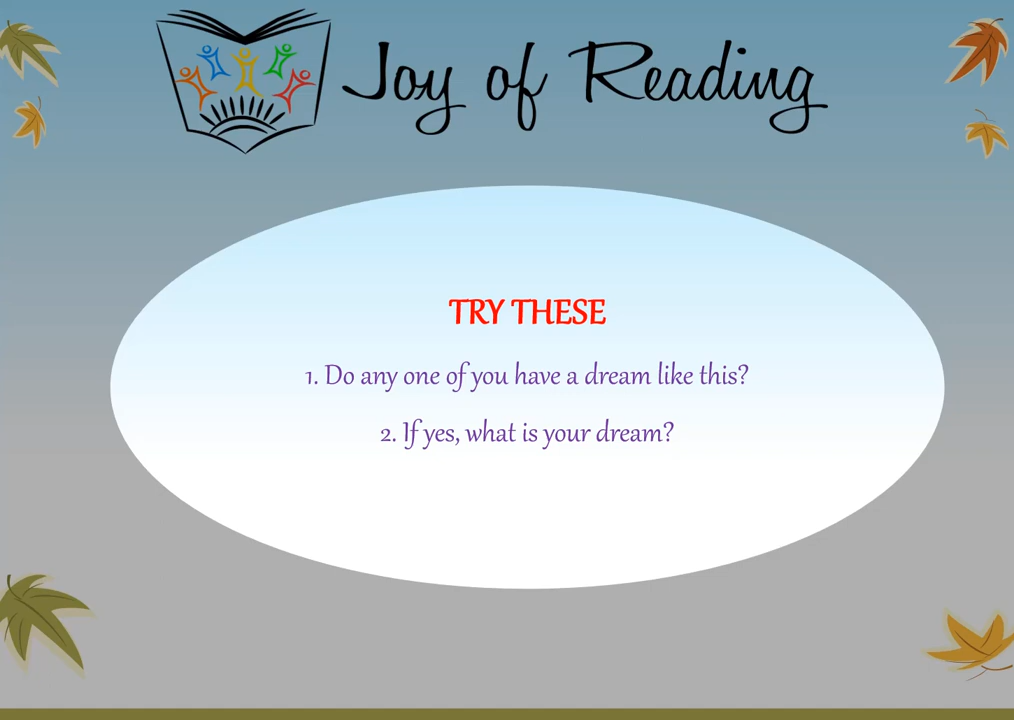 Joy of Reading
TRY THESE
1. Do any one of you have a dream like this?
2. If yes, what is your dream?